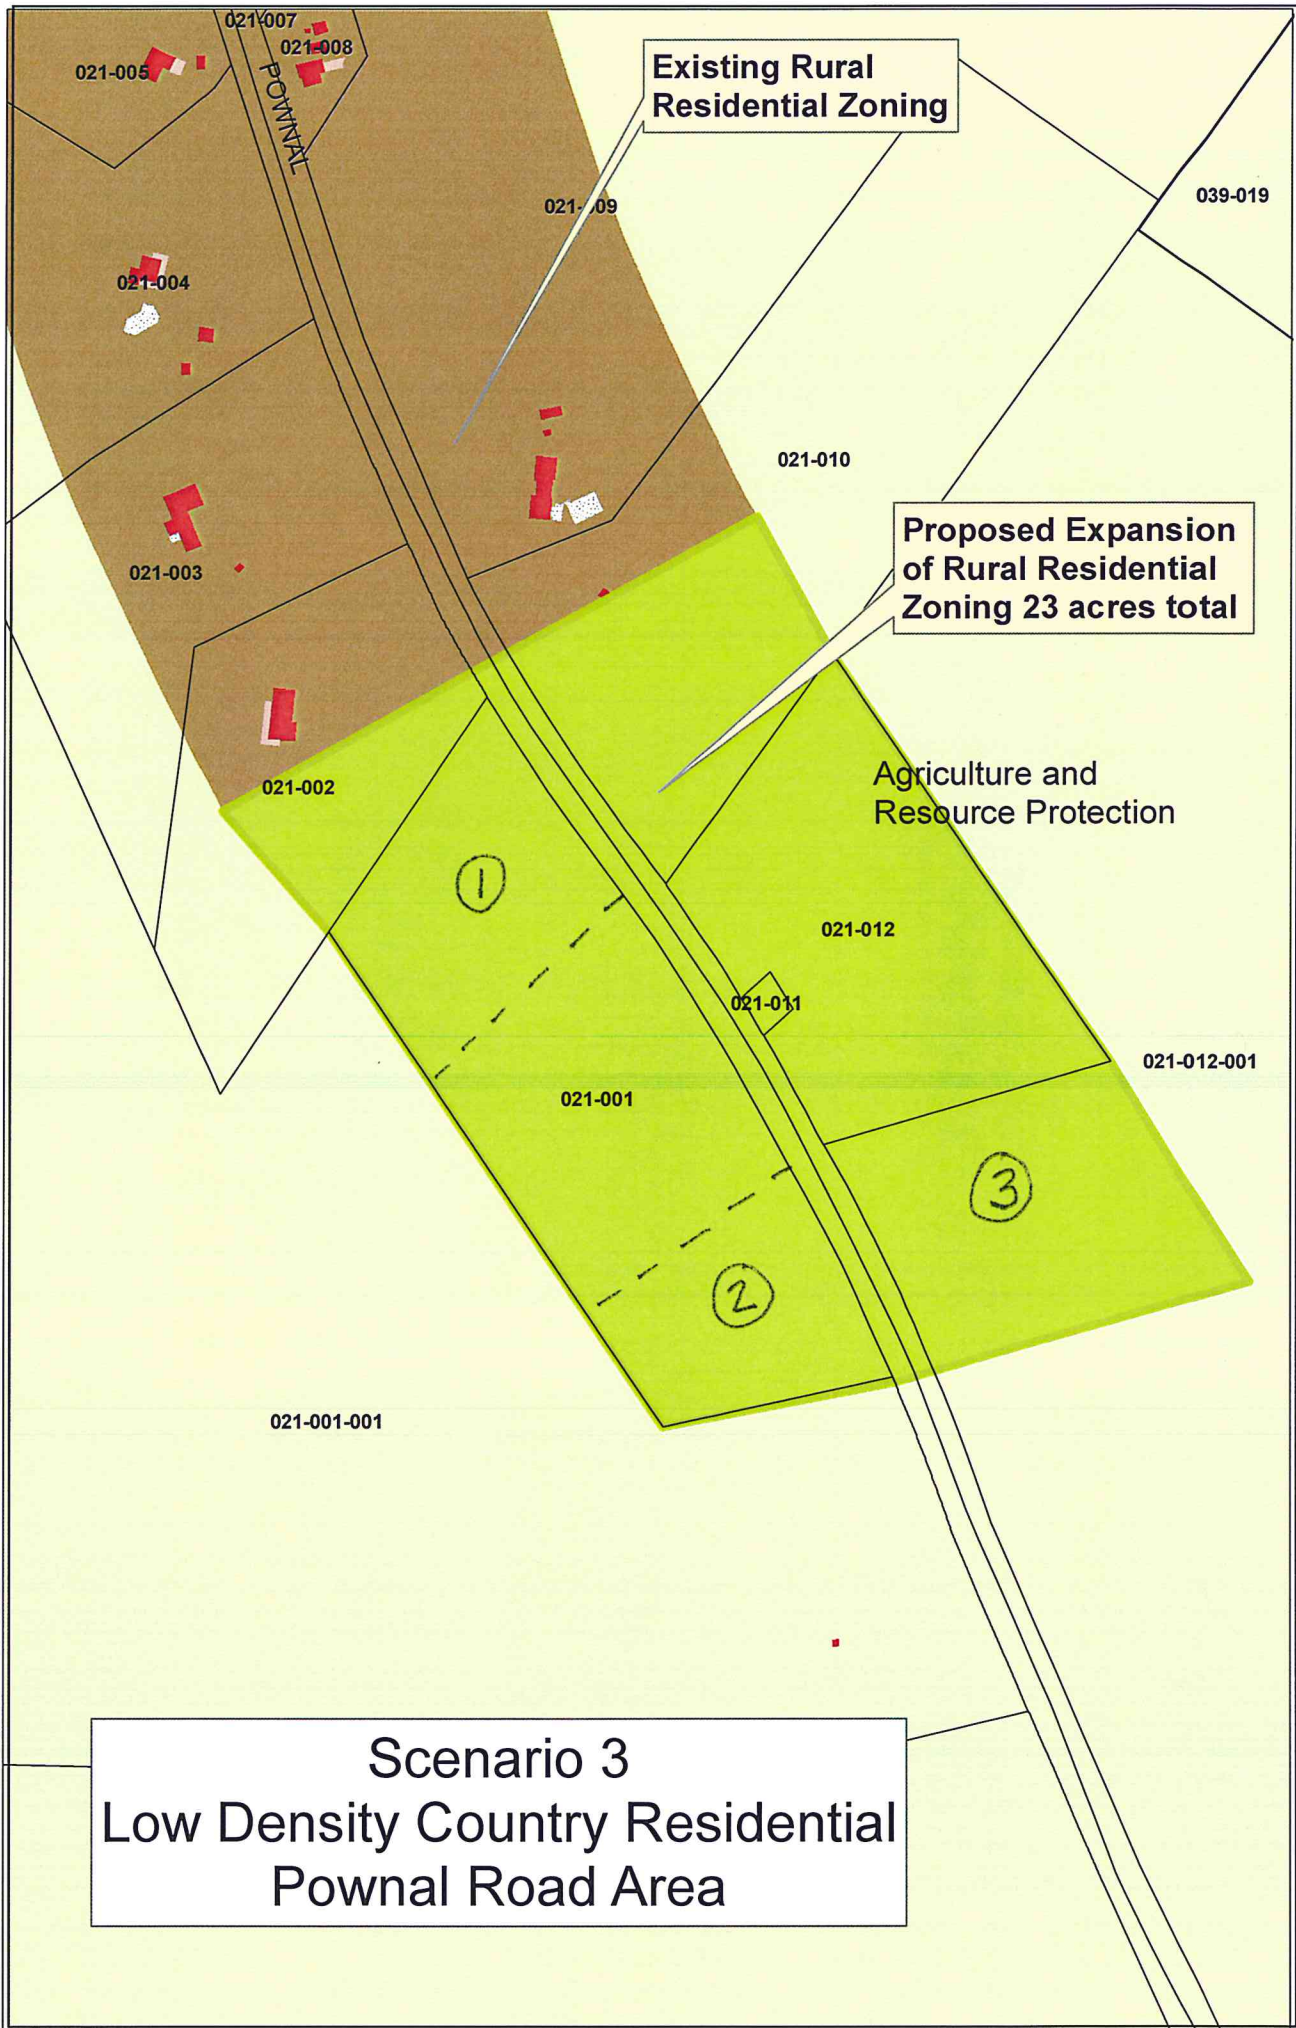 021-007
021-008
021-005
POWNAL
Existing Rural
Residential Zoning
039-019
021-009
021-004
021-010
Proposed Expansion
of Rural Residential
Zoning 23 acres total
021-003
021-002
Agriculture and
Resource Protection
1
021-012
021-011
021-012-001
021-001
3
2
021-001-001
Scenario 3
Low Density Country Residential
Pownal Road Area